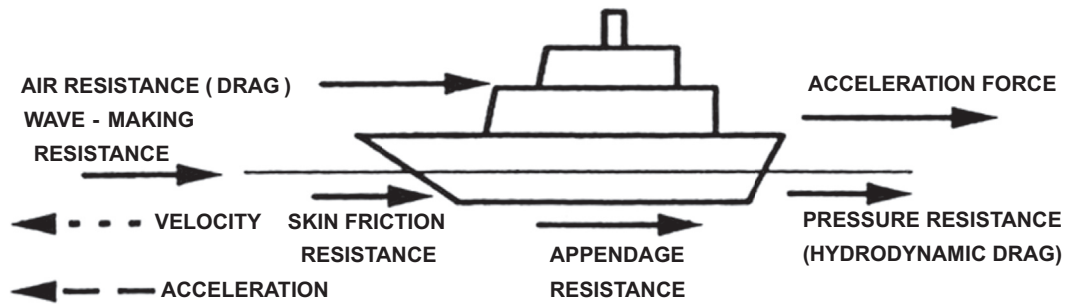 AIR RESISTANCE ( DRAG )
WAVE - MAKING
RESISTANCE
ACCELERATION FORCE
VELOCITY
SKIN FRICTION
RESISTANCE
APPENDAGE
RESISTANCE
PRESSURE RESISTANCE
(HYDRODYNAMIC DRAG)
ACCELERATION